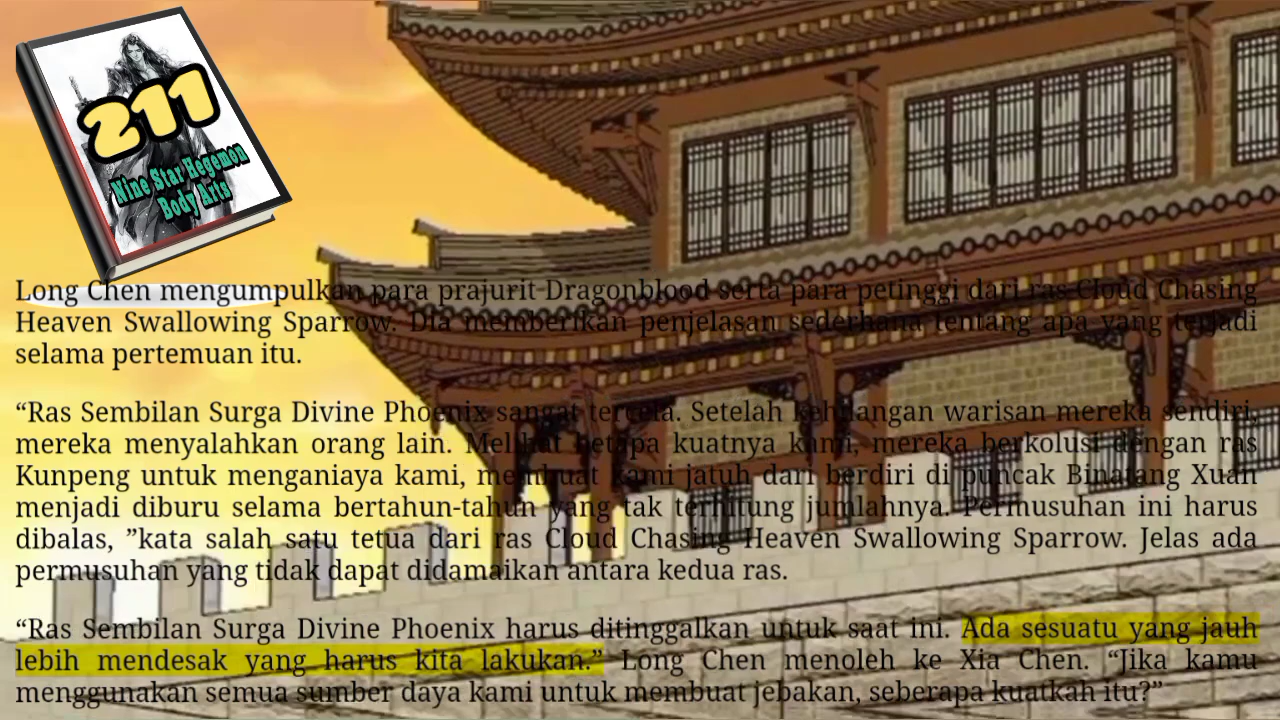 211
Nine Star Hegemon
Body Arts
Long Chen mengumpulkan para prajurit Dragonblood serta para petinggi dari ras Cloud Chasing
Heaven Swallowing Sparrow. Dia memberikan penjelasan sederhana tentang apa yang terjadi
selama pertemuan itu.
“Ras Sembilan Surga Divine Phoenix sangat tercela. Setelah kehilangan warisan mereka sendiri,
mereka menyalahkan orang lain. Melihat betapa kuatnya kami, mereka berkolusi dengan ras
Kunpeng untuk menganiaya kami, membuat kami jatuh dari berdiri di puncak Binatang Xuan
menjadi diburu selama bertahun-tahun yang tak terhitung jumlahnya. Permusuhan ini harus
dibalas, ”kata salah satu tetua dari ras Cloud Chasing Heaven Swallowing Sparrow. Jelas ada
permusuhan yang tidak dapat didamaikan antara kedua ras.
“Ras Sembilan Surga Divine Phoenix harus ditinggalkan untuk saat ini. Ada sesuatu yang jauh
lebih mendesak yang harus kita lakukan.” Long Chen menoleh ke Xia Chen. “Jika kamu
menggunakan semua sumber daya kami untuk membuat jebakan, seberapa kuatkah itu?”